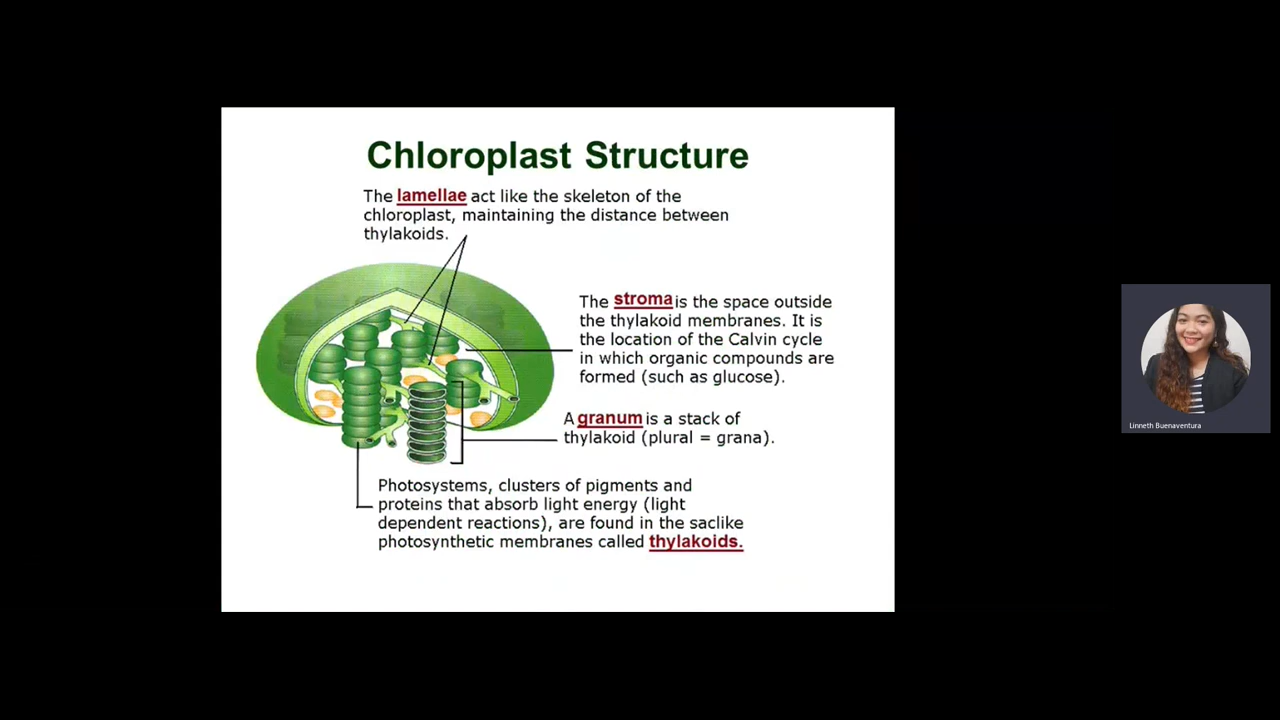 Chloroplast Structure
The lamellae act like the skeleton of the
chloroplast, maintaining the distance between
thylakoids.
The stroma is the space outside
the thylakoid membranes. It is
the location of the Calvin cycle
in which organic compounds are
formed (such as glucose).
A granum is a stack of
thylakoid (plural = grana).
Photosystems, clusters of pigments and
proteins that absorb light energy (light
dependent reactions), are found in the saclike
photosynthetic membranes called thylakoids.
Linneth Buenaventura